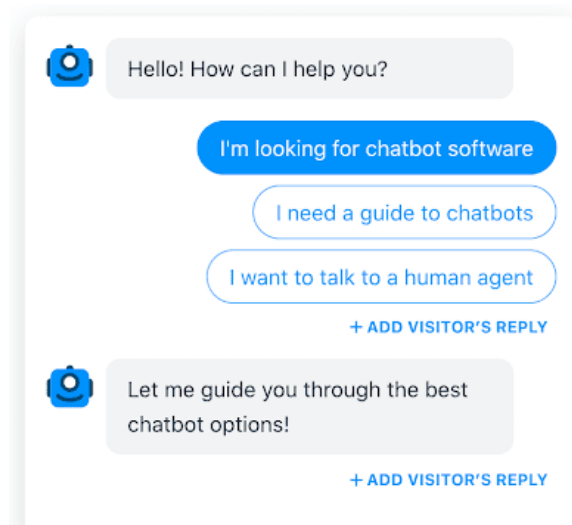 Hello! How can I help you?
I'm looking for chatbot software
I need a guide to chatbots
I want to talk to a human agent
+ ADD VISITOR'S REPLY
Let me guide you through the best
chatbot options!
+ ADD VISITOR'S REPLY